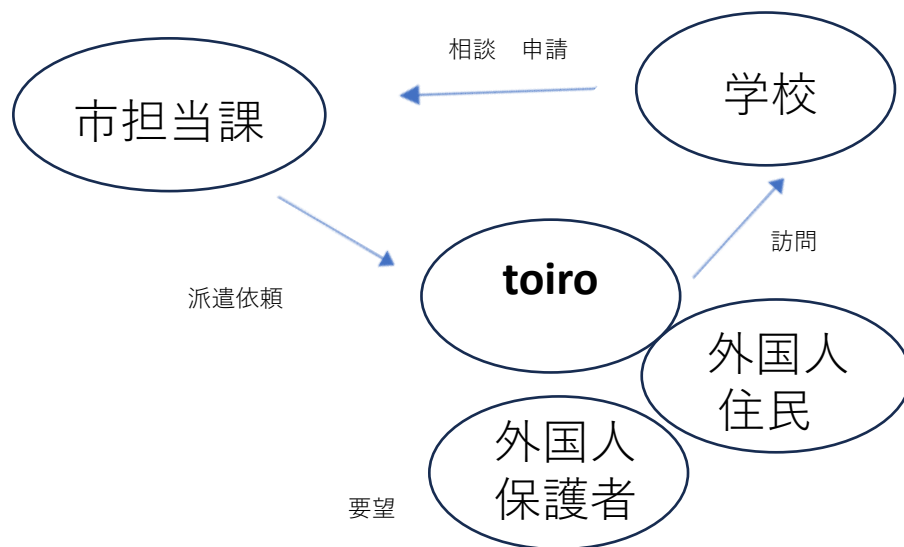 相談　申請
学校
市担当課
訪問
toiro
派遣依頼
外国人
住民
外国人
保護者
要望